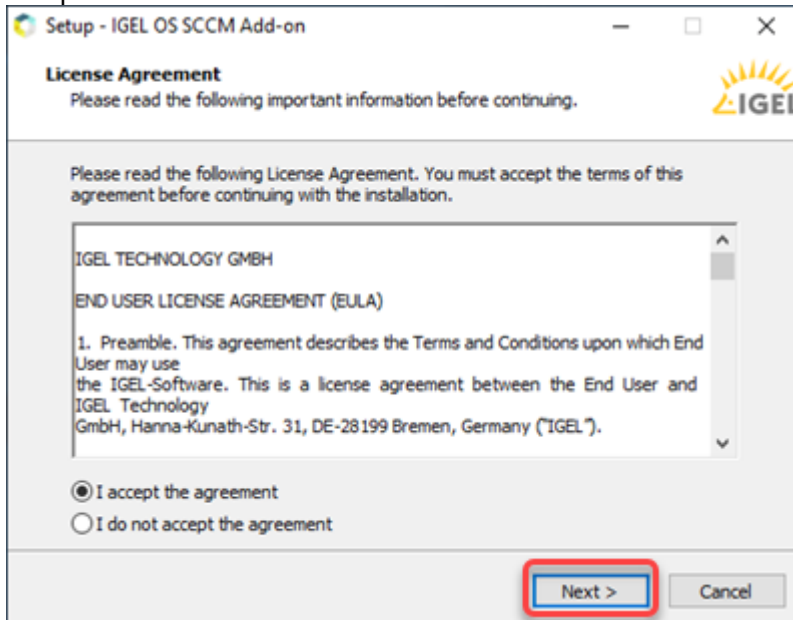 Setup - IGEL OS SCCM Add-on
License Agreement
Please read the following important information before continuing.
IGEL
Please read the following License Agreement. You must accept the terms of this
agreement before continuing with the installation.
IGEL TECHNOLOGY GMBH
END USER LICENSE AGREEMENT (EULA)
1. Preamble. This agreement describes the Terms and Conditions upon which End
User may use
the IGEL-Software. This is a license agreement between the End User and
IGEL Technology
GmbH, Hanna-Kunath-Str. 31, DE-28199 Bremen, Germany ("IGEL").
I accept the agreement
I do not accept the agreement
Next >
Cancel